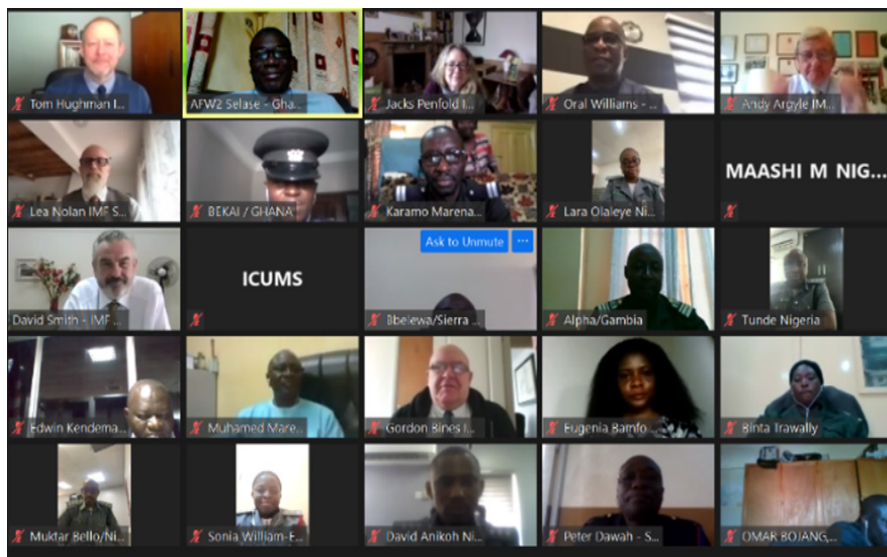 Tom Hughman I...
AFW2 Selase - Gha...
Jacks Penfold I...
Oral Williams - ...
Andy Argyle IM...
Lea Nolan IMF S...
BEKAI / GHANA
Karamo Marena...
Lara Olaleye Ni...
MAASHI M NIG...
David Smith - IMF ...
ICUMS
Ask to Unmute ...
Bbelewa/Sierra ...
Alpha/Gambia
Tunde Nigeria
Edwin Kendema...
Muhamed Mare...
Gordon Bines I...
Eugenia Bamfo...
Binta Trawally
Muktar Bello/Ni...
Sonia William-E...
David Anikoh Ni...
Peter Dawah - S...
OMAR BOJANG,...